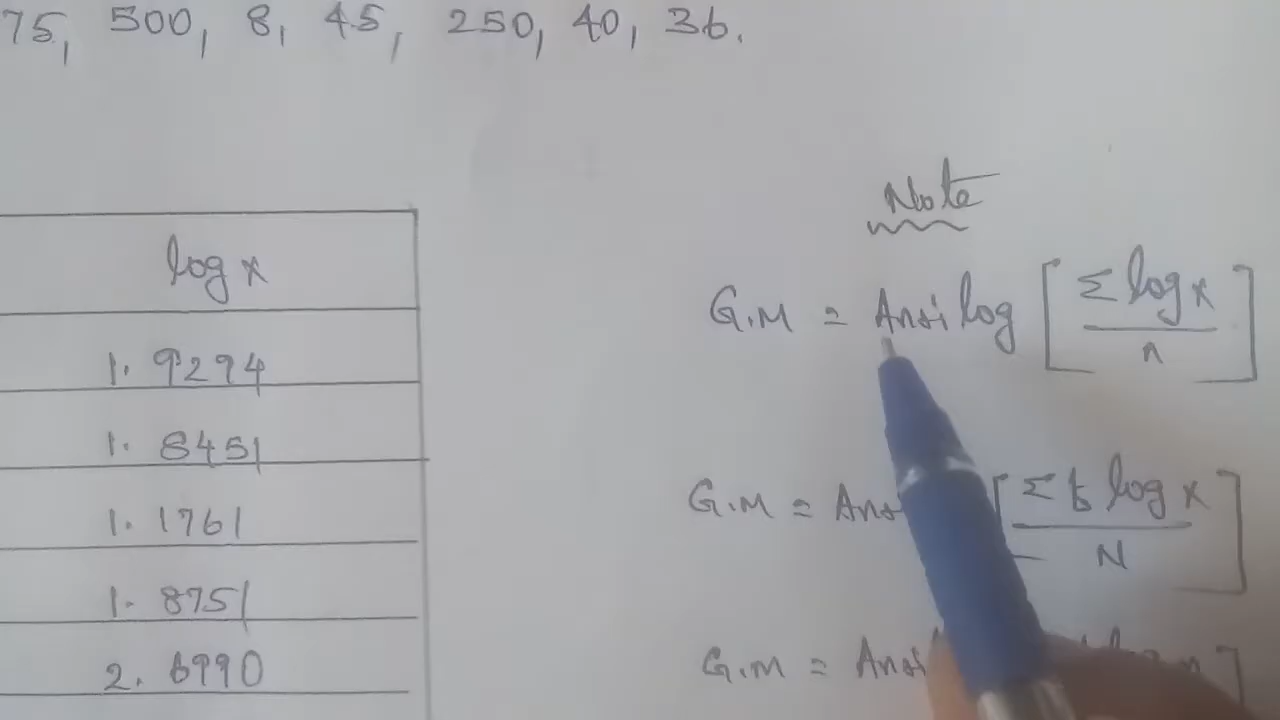 75, 500, 8, 45, 250, 40, 36.
log x
1. 9294
1. 8451
1. 1761
1. 8751
2. 6990
Note
G.M = Antilog [ Σ log x / n ]
G.M = Ant [ Σ f log x / N ]
G.M = Anti ]